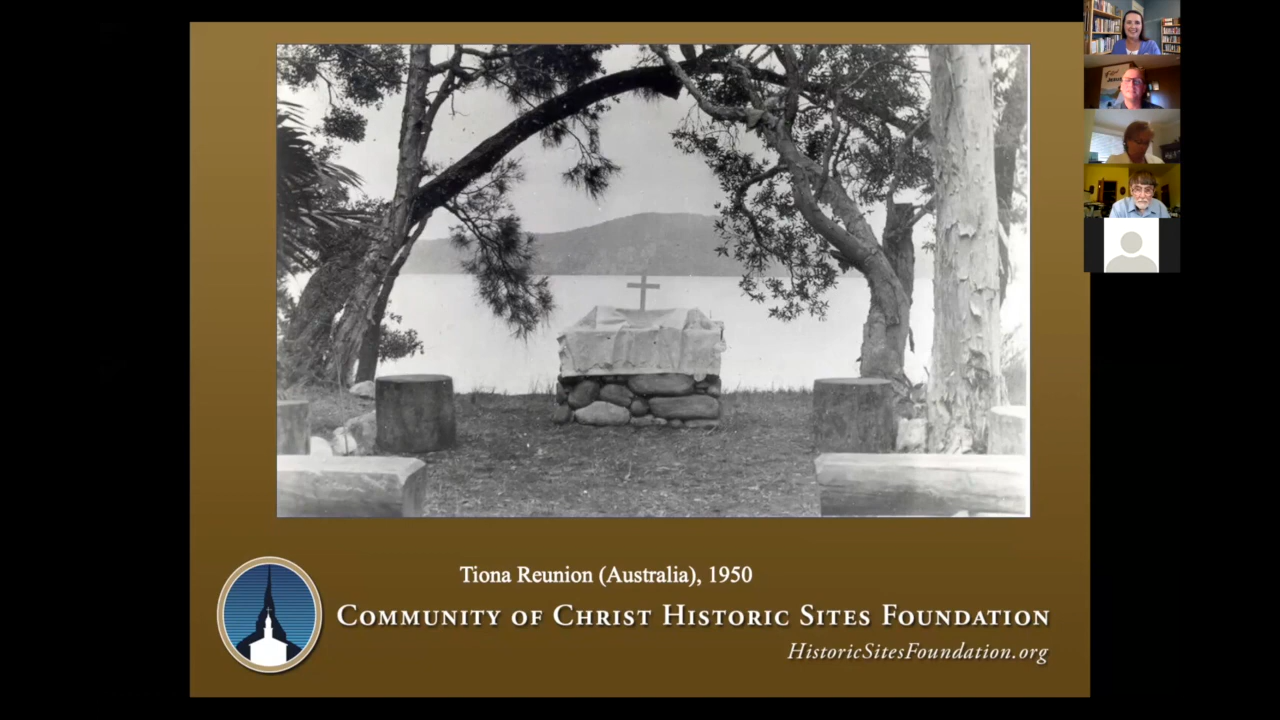 Tiona Reunion (Australia), 1950
Community of Christ Historic Sites Foundation
HistoricSitesFoundation.org